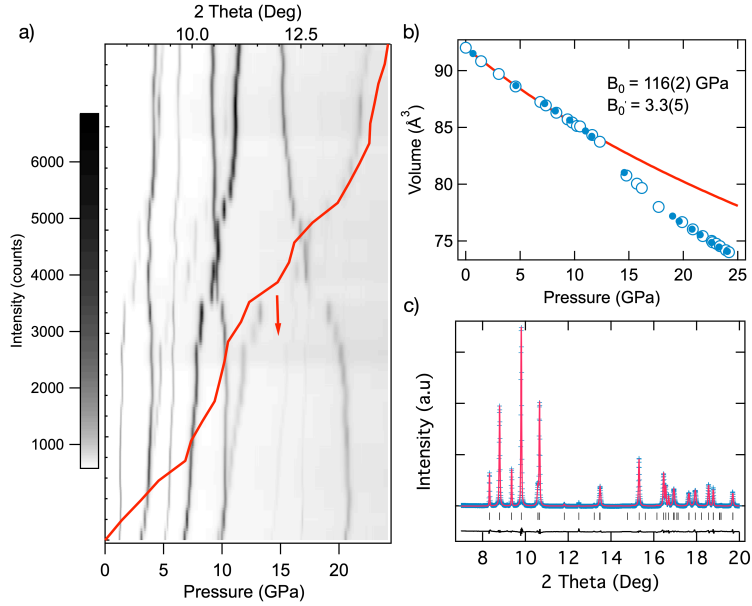 a)
2 Theta (Deg)
10.0
12.5
Intensity (counts)
6000
5000
4000
3000
2000
1000
0
5
10
15
20
Pressure (GPa)
b)
Volume (Å³)
90
85
80
75
B₀ = 116(2) GPa
B₀' = 3.3(5)
0
5
10
15
20
25
Pressure (GPa)
c)
Intensity (a.u)
8
10
12
14
16
18
20
2 Theta (Deg)